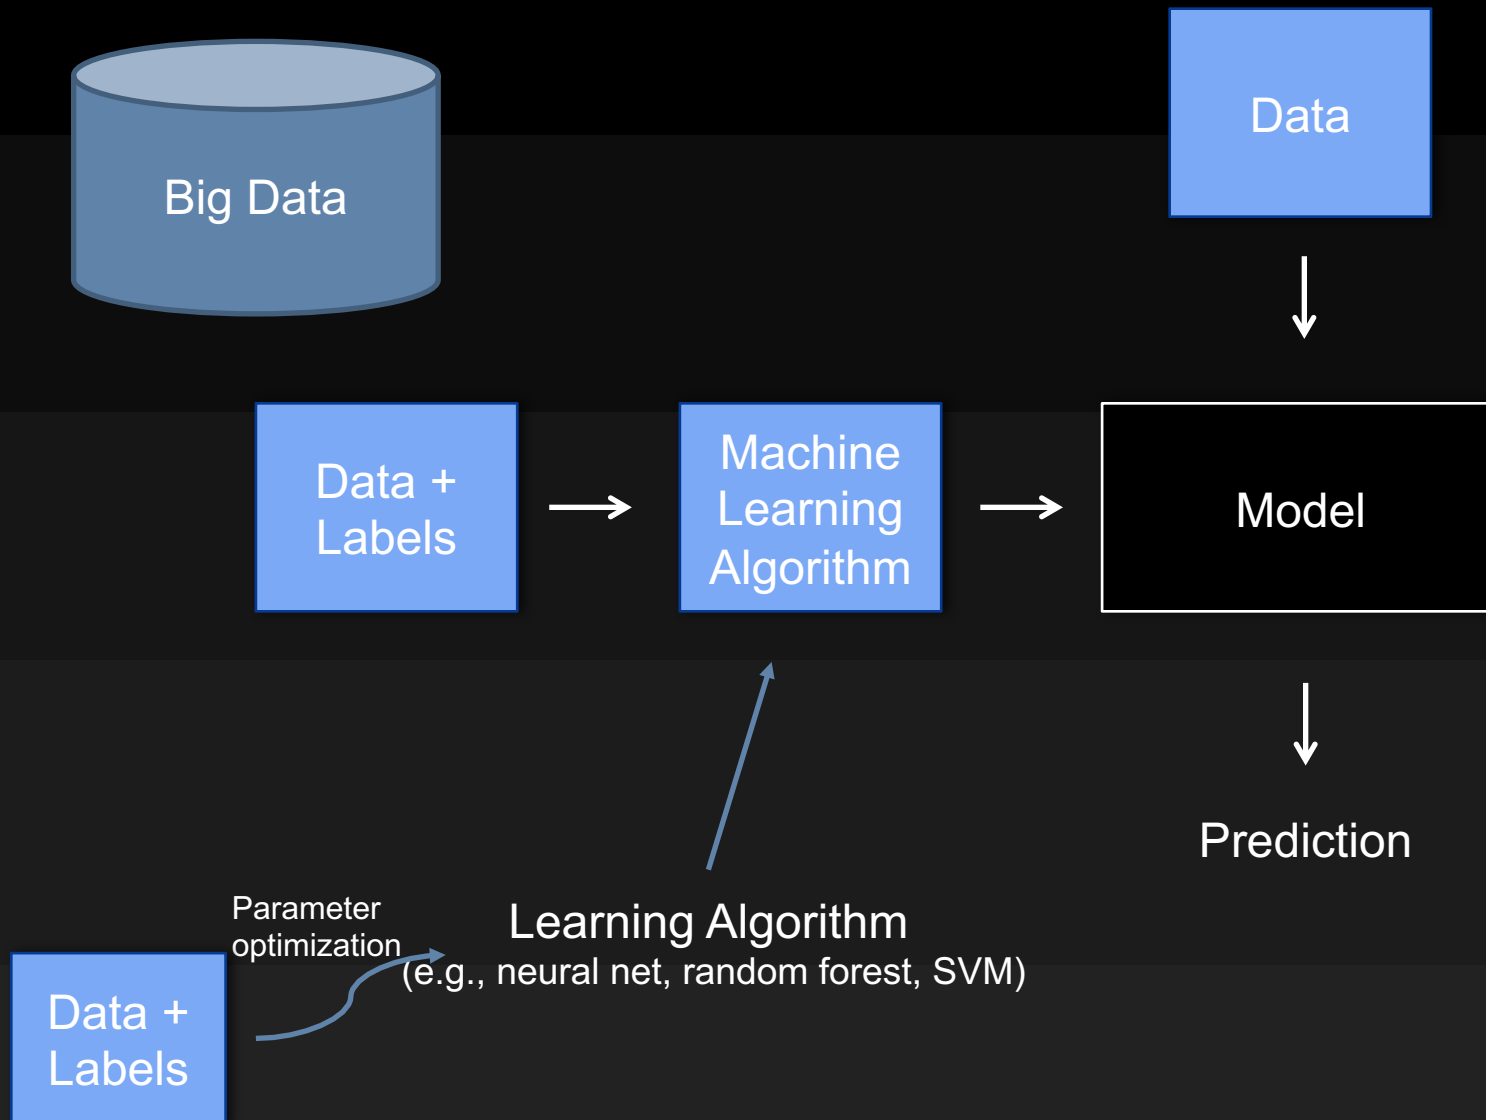 Big Data
Data
Data +
Labels
Machine
Learning
Algorithm
Model
Prediction
Parameter
optimization
Learning Algorithm
(e.g., neural net, random forest, SVM)
Data +
Labels